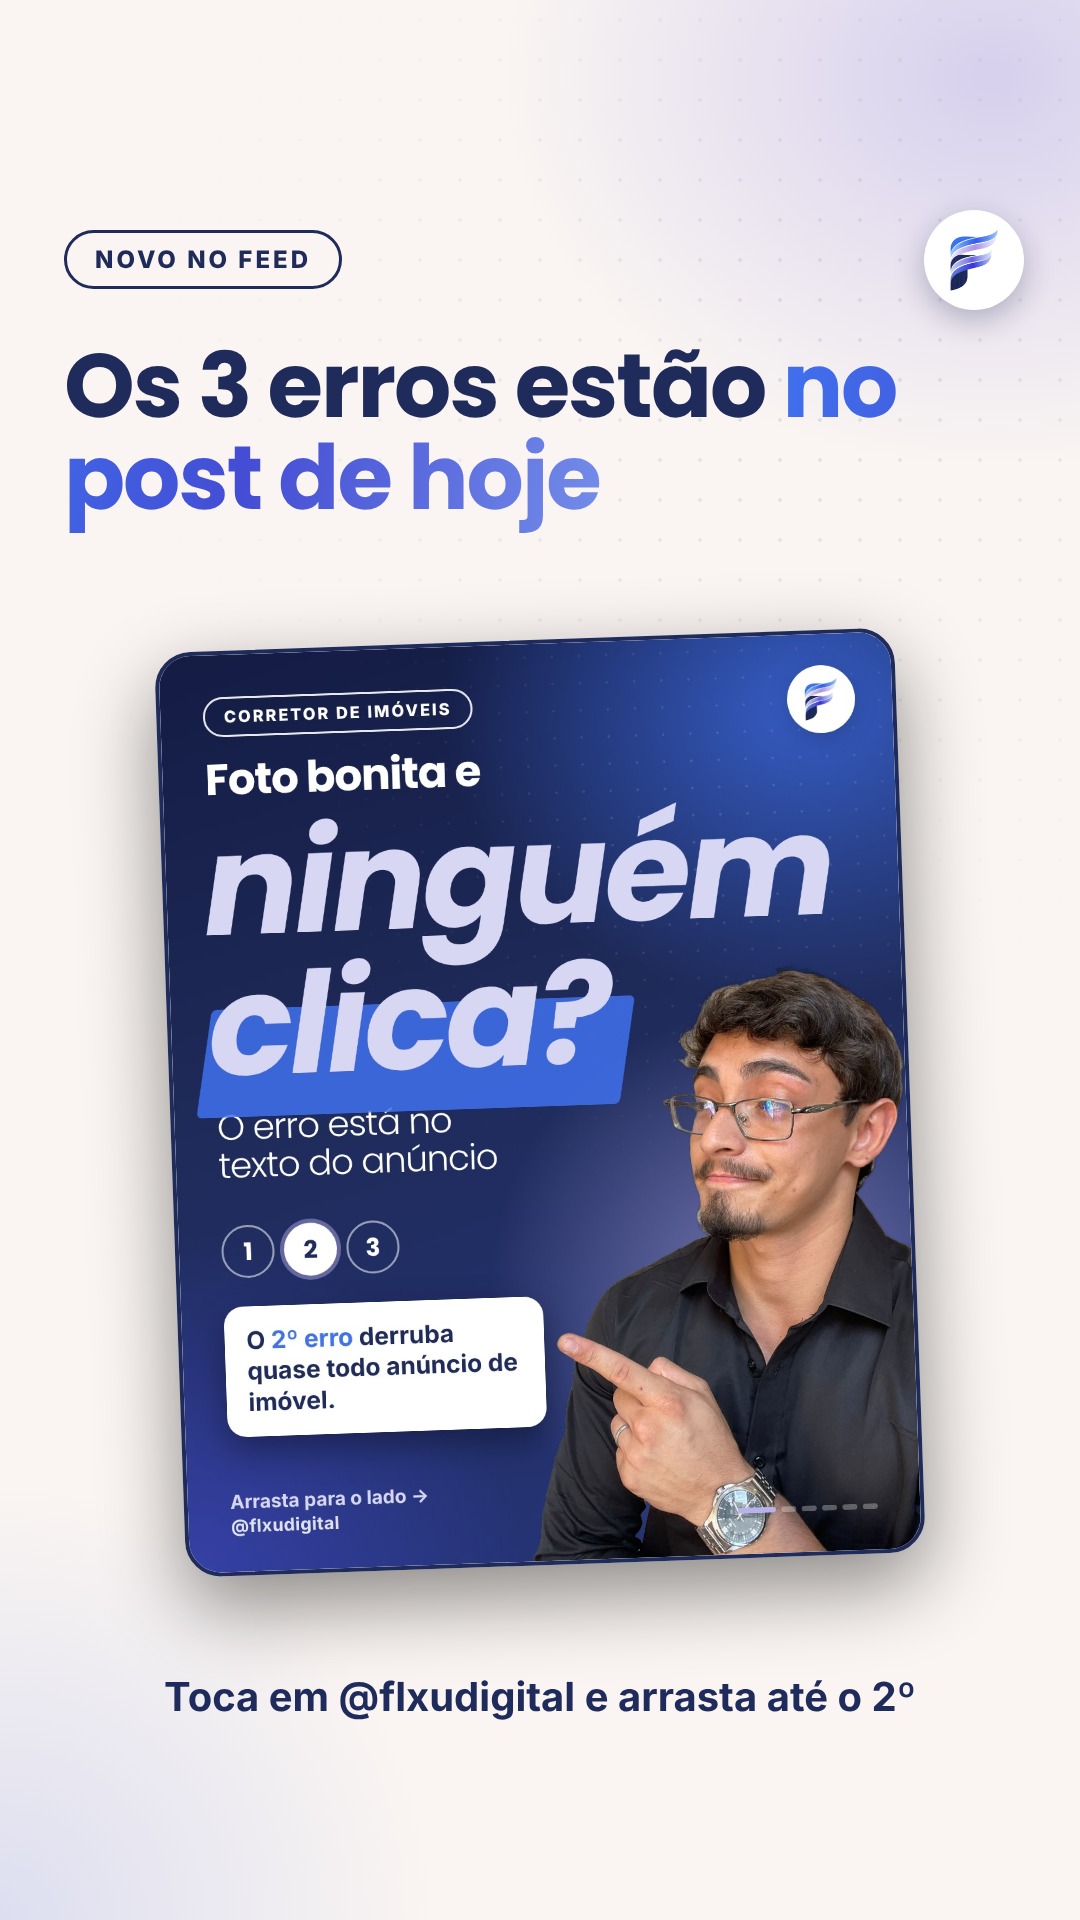 NOVO NO FEED
Os 3 erros estão no
post de hoje
CORRETOR DE IMÓVEIS
Foto bonita e
ninguém
clica?
O erro está no
texto do anúncio
1 2 3
O 2º erro derruba
quase todo anúncio de
imóvel.
Arrasta para o lado →
@flxudigital
Toca em @flxudigital e arrasta até o 2º